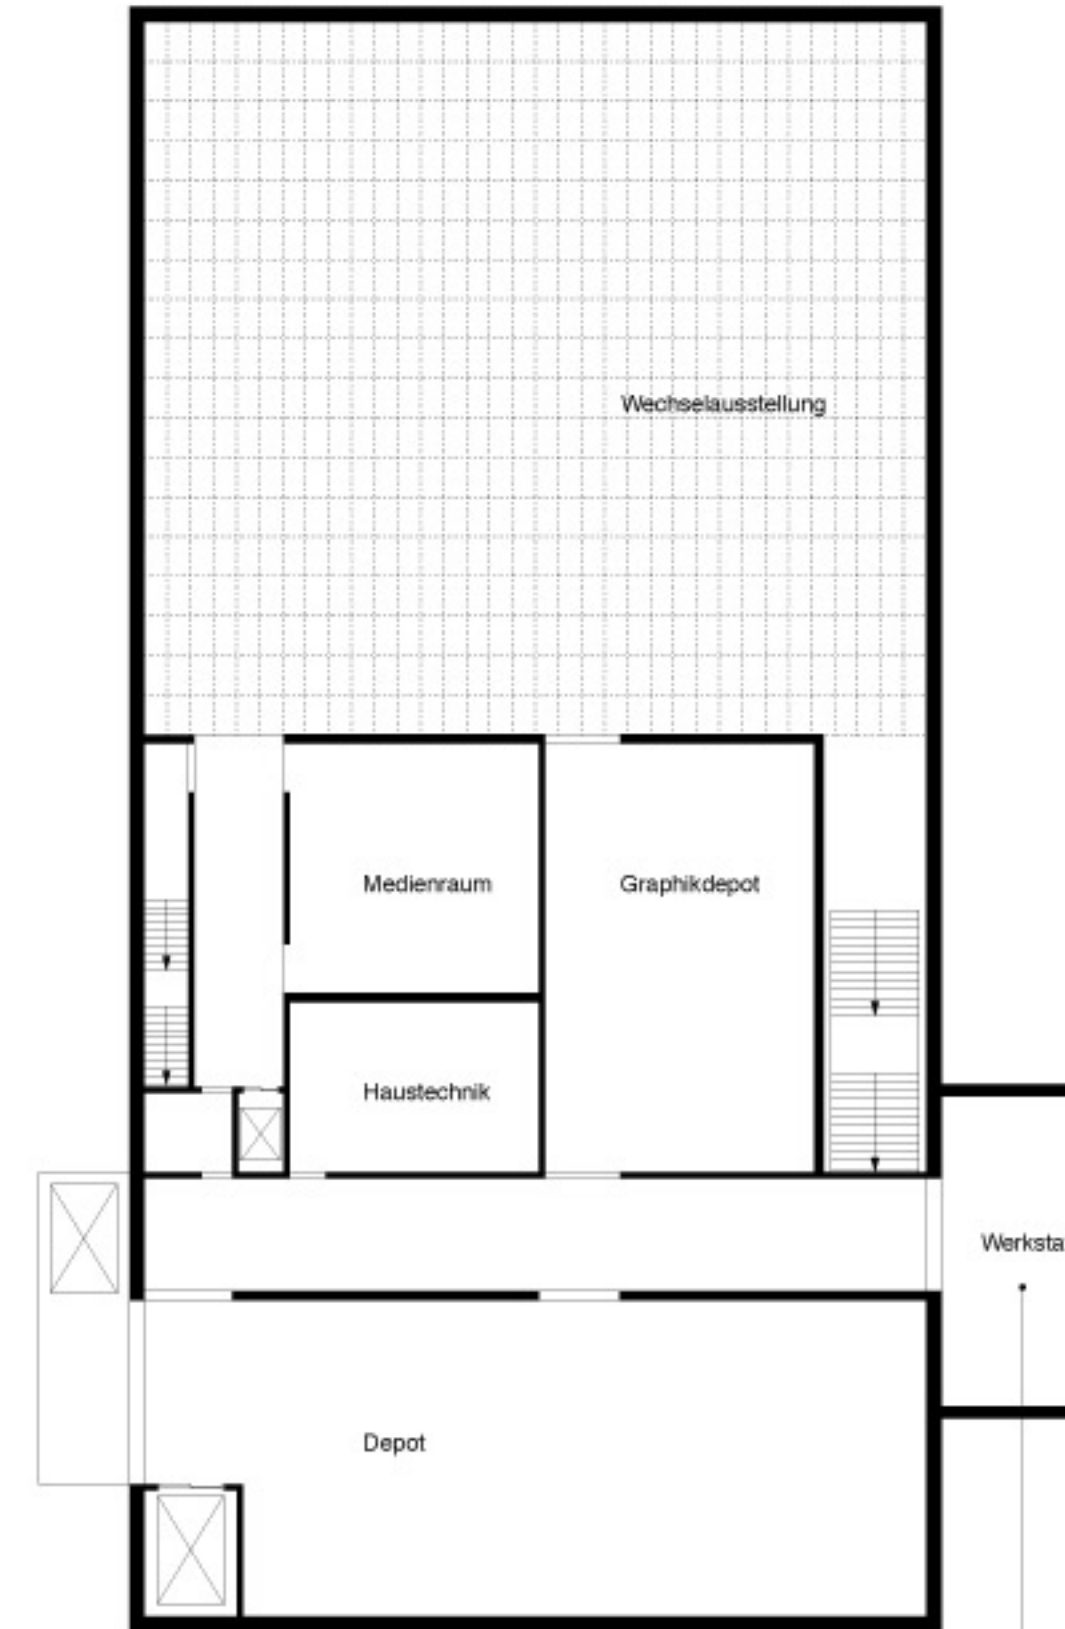 Wechselausstellung
Medienraum
Graphikdepot
Haustechnik
Werksta
Depot